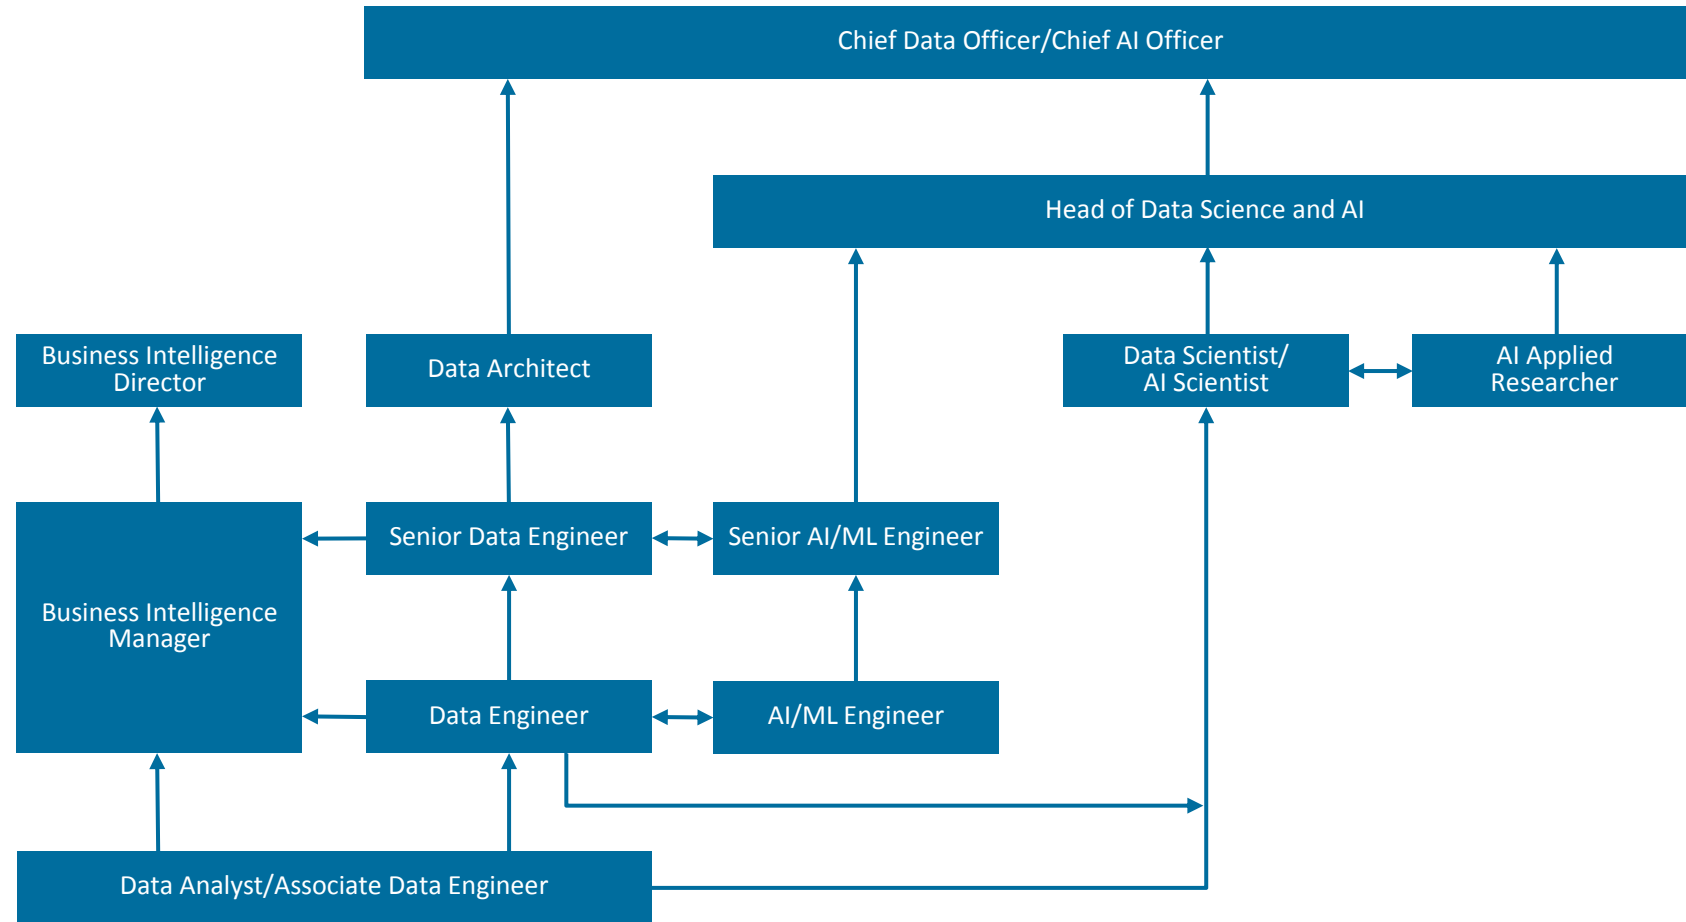 Chief Data Officer/Chief AI Officer
Head of Data Science and AI
Business Intelligence
Director
Data Architect
Data Scientist/
AI Scientist
AI Applied
Researcher
Senior Data Engineer
Senior AI/ML Engineer
Business Intelligence
Manager
Data Engineer
AI/ML Engineer
Data Analyst/Associate Data Engineer